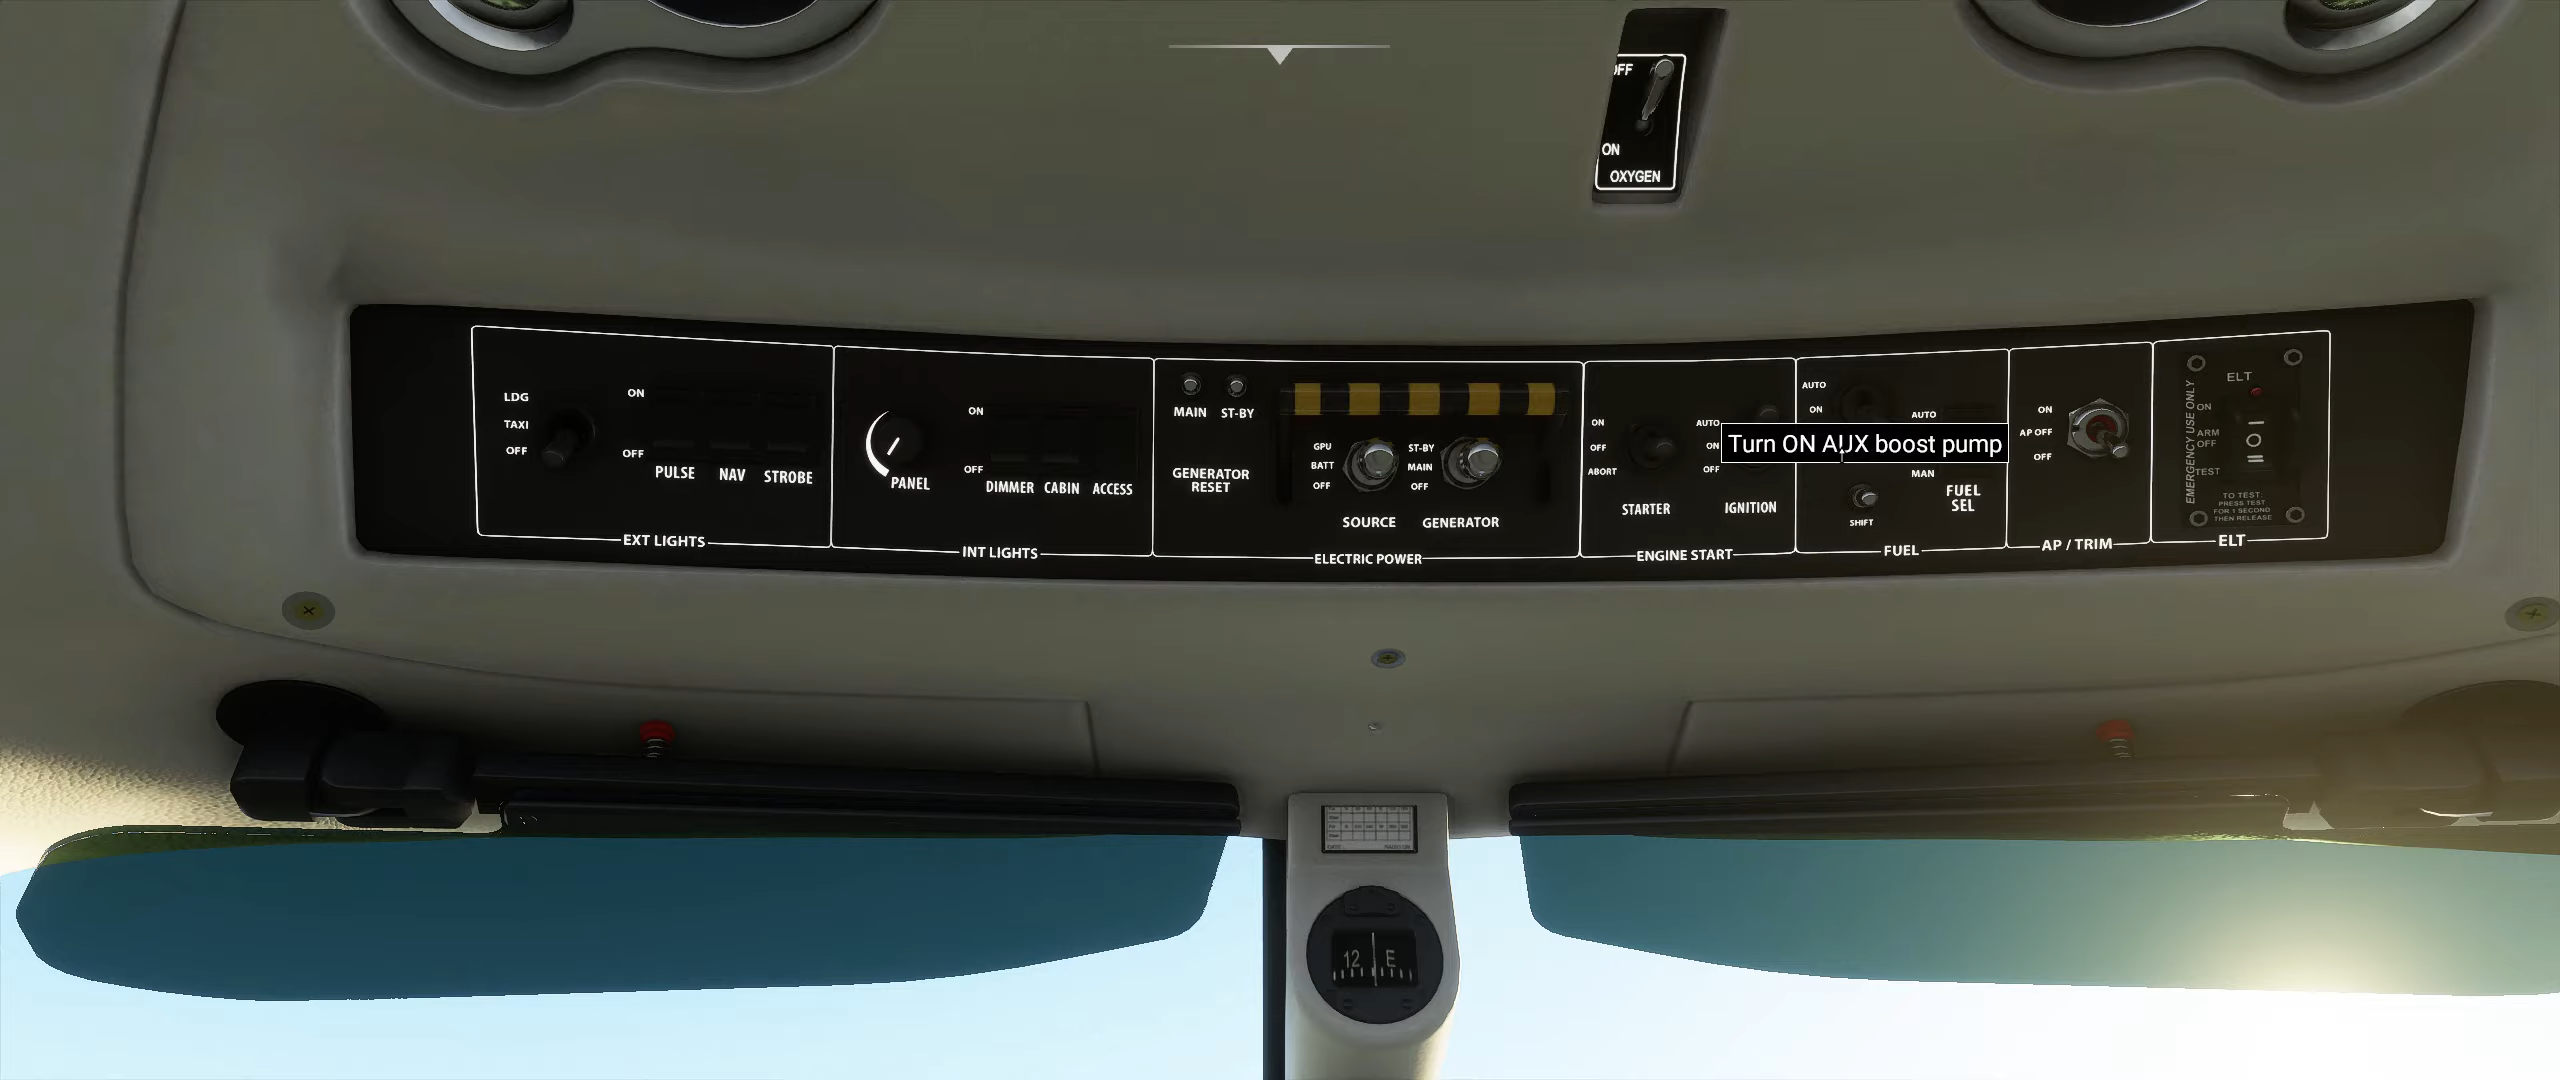 OFF
ON
OXYGEN
LDG
TAXI
OFF
ON
OFF
PULSE NAV STROBE
EXT LIGHTS
PANEL
ON
OFF
DIMMER CABIN ACCESS
INT LIGHTS
MAIN ST-BY
GENERATOR
RESET
GPU
BATT
OFF
SOURCE
ST-BY
MAIN
OFF
GENERATOR
ELECTRIC POWER
ON
OFF
ABORT
STARTER
AUTO
ON
OFF
IGNITION
ENGINE START
AUTO
ON
Turn ON AUX boost pump
SHIFT
AUTO
MAN
FUEL
SEL
FUEL
ON
AP OFF
OFF
AP / TRIM
EMERGENCY USE ONLY
ELT
ON
ARM
OFF
TEST
TO TEST:
PRESS TEST
FOR 1 SECOND
THEN RELEASE
ELT
12 E